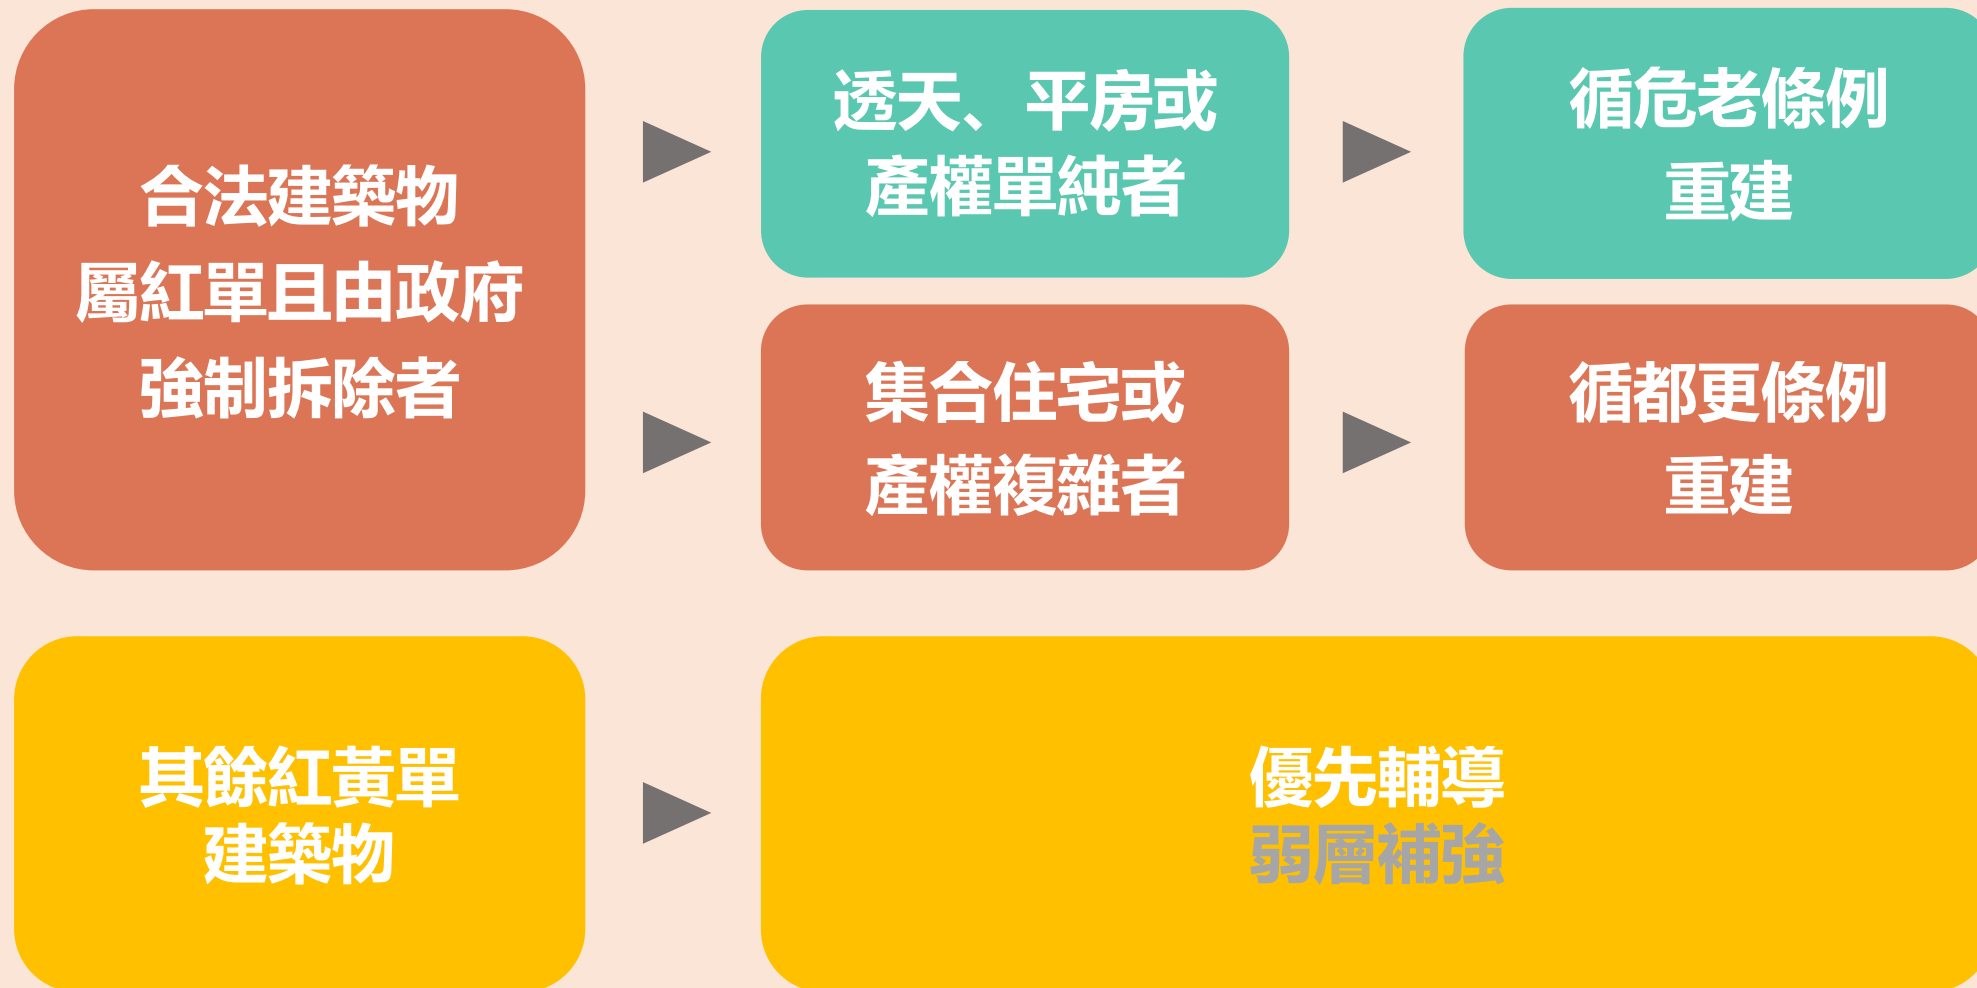 合法建築物
屬紅單且由政府
強制拆除者
透天、平房或
產權單純者
循危老條例
重建
集合住宅或
產權複雜者
循都更條例
重建
其餘紅黃單
建築物
優先輔導
弱層補強